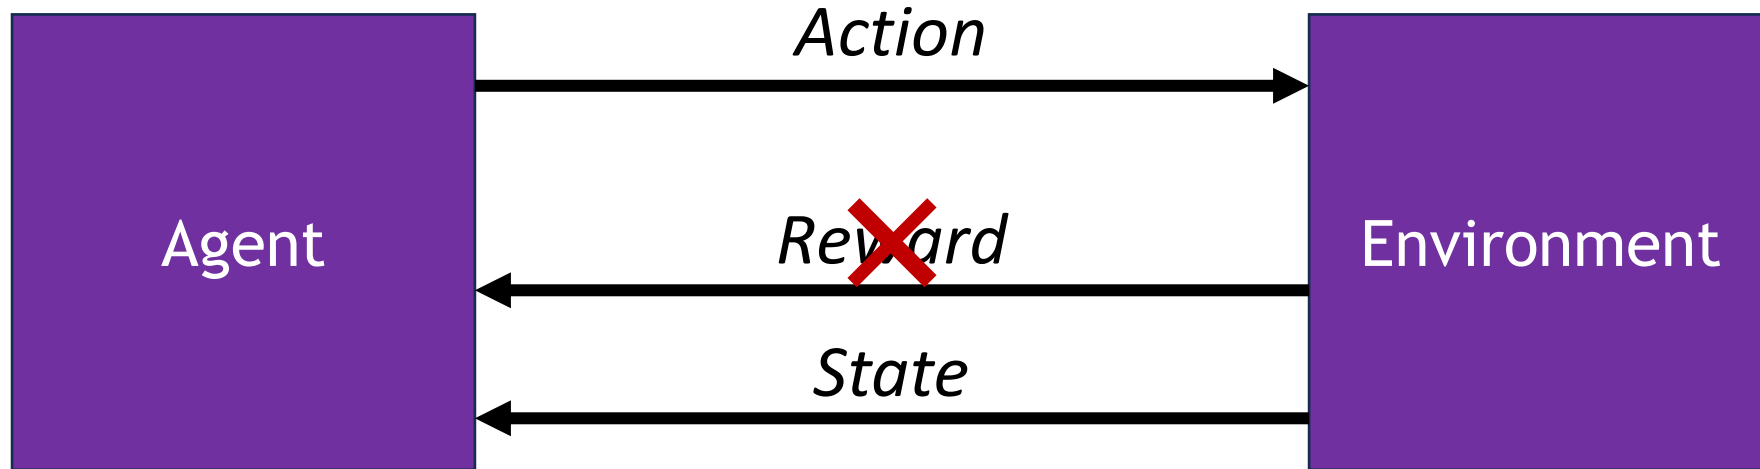 Action
Agent
Reward
Environment
State